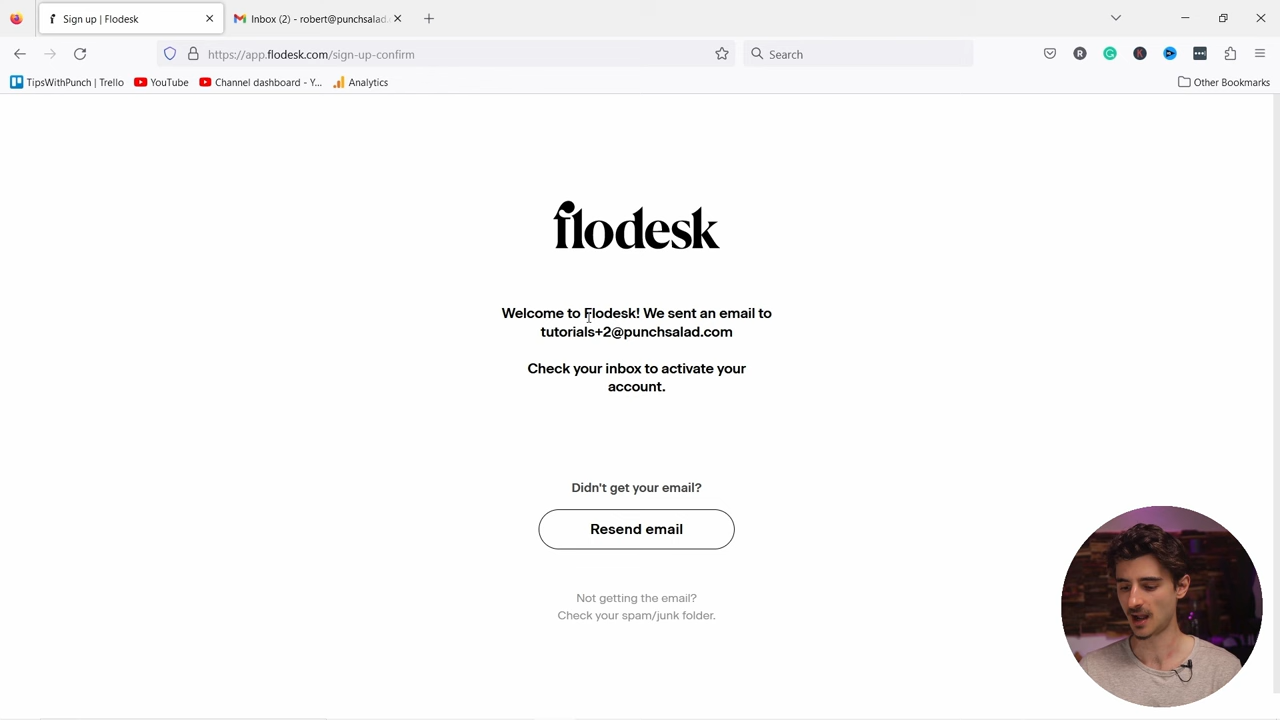 Sign up | Flodesk
Inbox (2) - robert@punchsalad.
https://app.flodesk.com/sign-up-confirm
Search
TipsWithPunch | Trello
YouTube
Channel dashboard - Y...
Analytics
Other Bookmarks
flodesk
Welcome to Flodesk! We sent an email to
tutorials+2@punchsalad.com
Check your inbox to activate your
account.
Didn't get your email?
Resend email
Not getting the email?
Check your spam/junk folder.